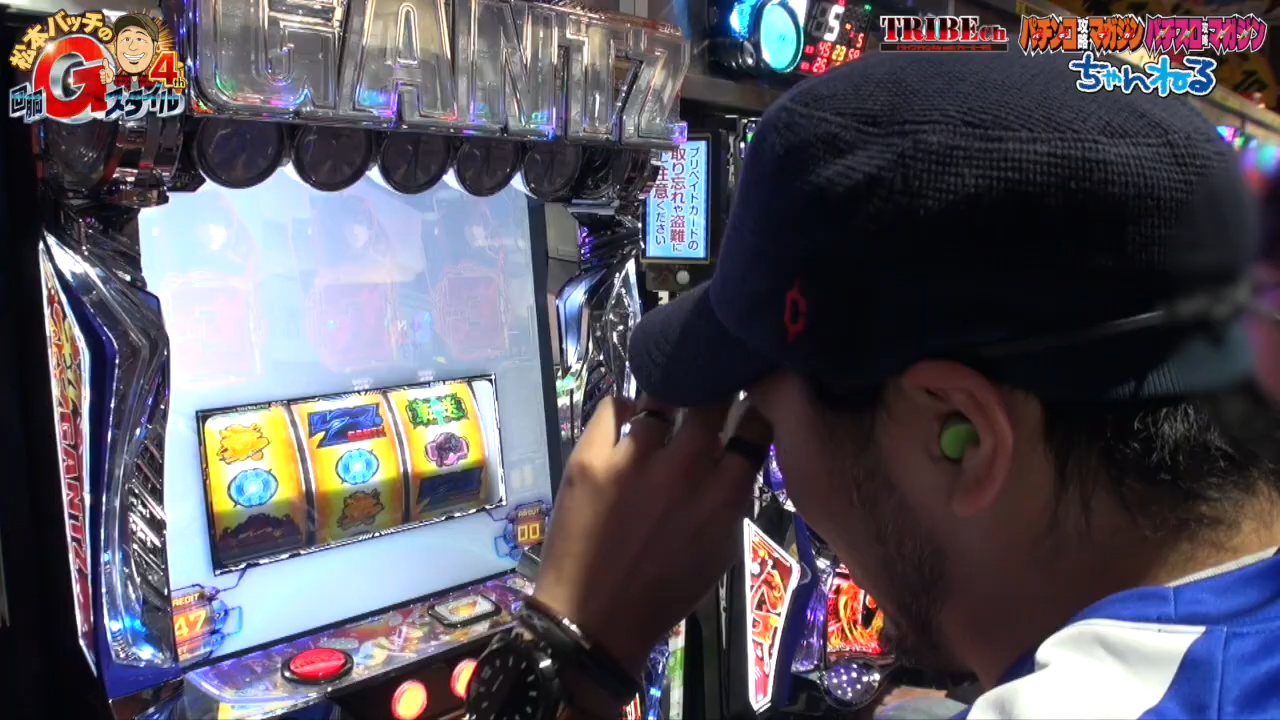 松本バッチの
回胴Gスタイル
4th
GANTZ
TRIBEch
パチンコ攻略マガジン パチスロ攻略マガジン
ちゃんねる
プリペイドカードの
取り忘れや盗難に
ご注意ください
GANTZ
CREDIT
47
00